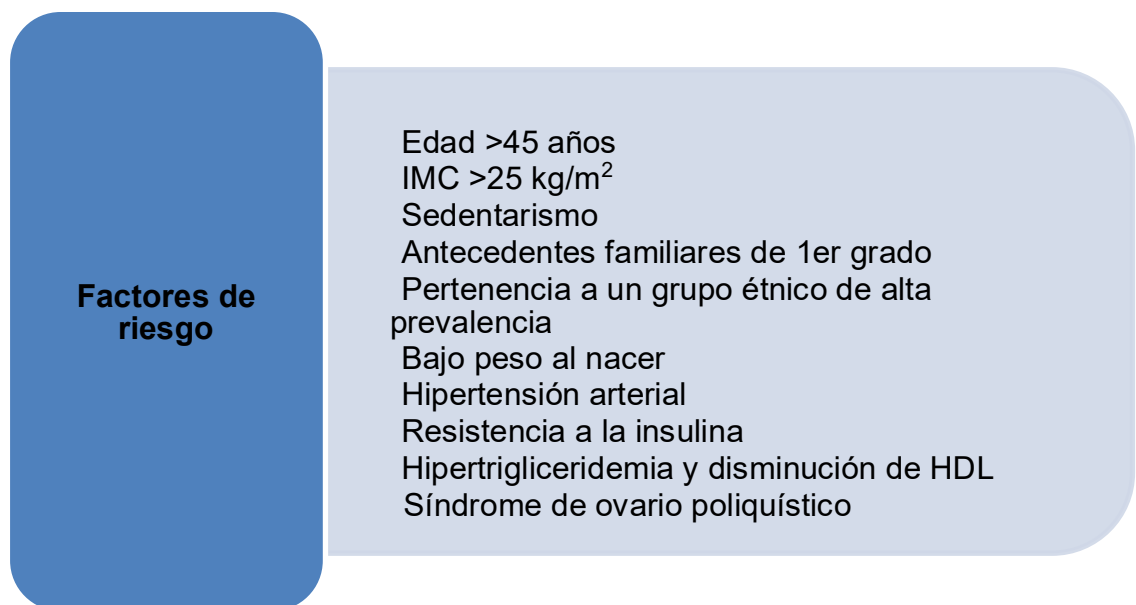 Factores de
riesgo
Edad >45 años
IMC >25 kg/m²
Sedentarismo
Antecedentes familiares de 1er grado
Pertenencia a un grupo étnico de alta
prevalencia
Bajo peso al nacer
Hipertensión arterial
Resistencia a la insulina
Hipertrigliceridemia y disminución de HDL
Síndrome de ovario poliquístico